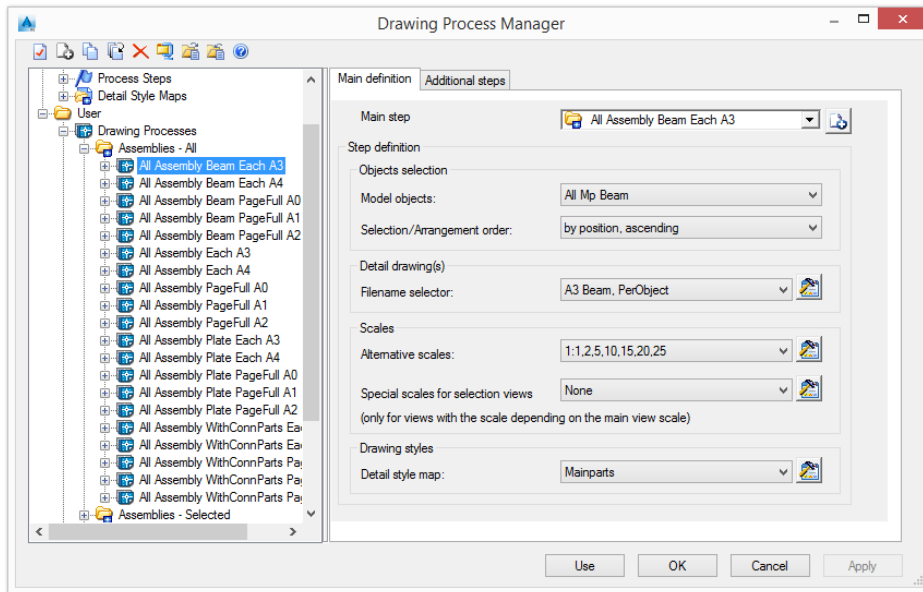 Drawing Process Manager
Process Steps
Detail Style Maps
User
Drawing Processes
Assemblies - All
All Assembly Beam Each A3
All Assembly Beam Each A4
All Assembly Beam PageFull A0
All Assembly Beam PageFull A1
All Assembly Beam PageFull A2
All Assembly Each A3
All Assembly Each A4
All Assembly PageFull A0
All Assembly PageFull A1
All Assembly PageFull A2
All Assembly Plate Each A3
All Assembly Plate Each A4
All Assembly Plate PageFull A0
All Assembly Plate PageFull A1
All Assembly Plate PageFull A2
All Assembly WithConnParts Ea
All Assembly WithConnParts Ea
All Assembly WithConnParts Pa
All Assembly WithConnParts Pa
All Assembly WithConnParts Pa
Assemblies - Selected
Main definition
Additional steps
Main step
All Assembly Beam Each A3
Step definition
Objects selection
Model objects:
All Mp Beam
Selection/Arrangement order:
by position, ascending
Detail drawing(s)
Filename selector:
A3 Beam, PerObject
Scales
Alternative scales:
1:1,2,5,10,15,20,25
Special scales for selection views
None
(only for views with the scale depending on the main view scale)
Drawing styles
Detail style map:
Mainparts
Use
OK
Cancel
Apply